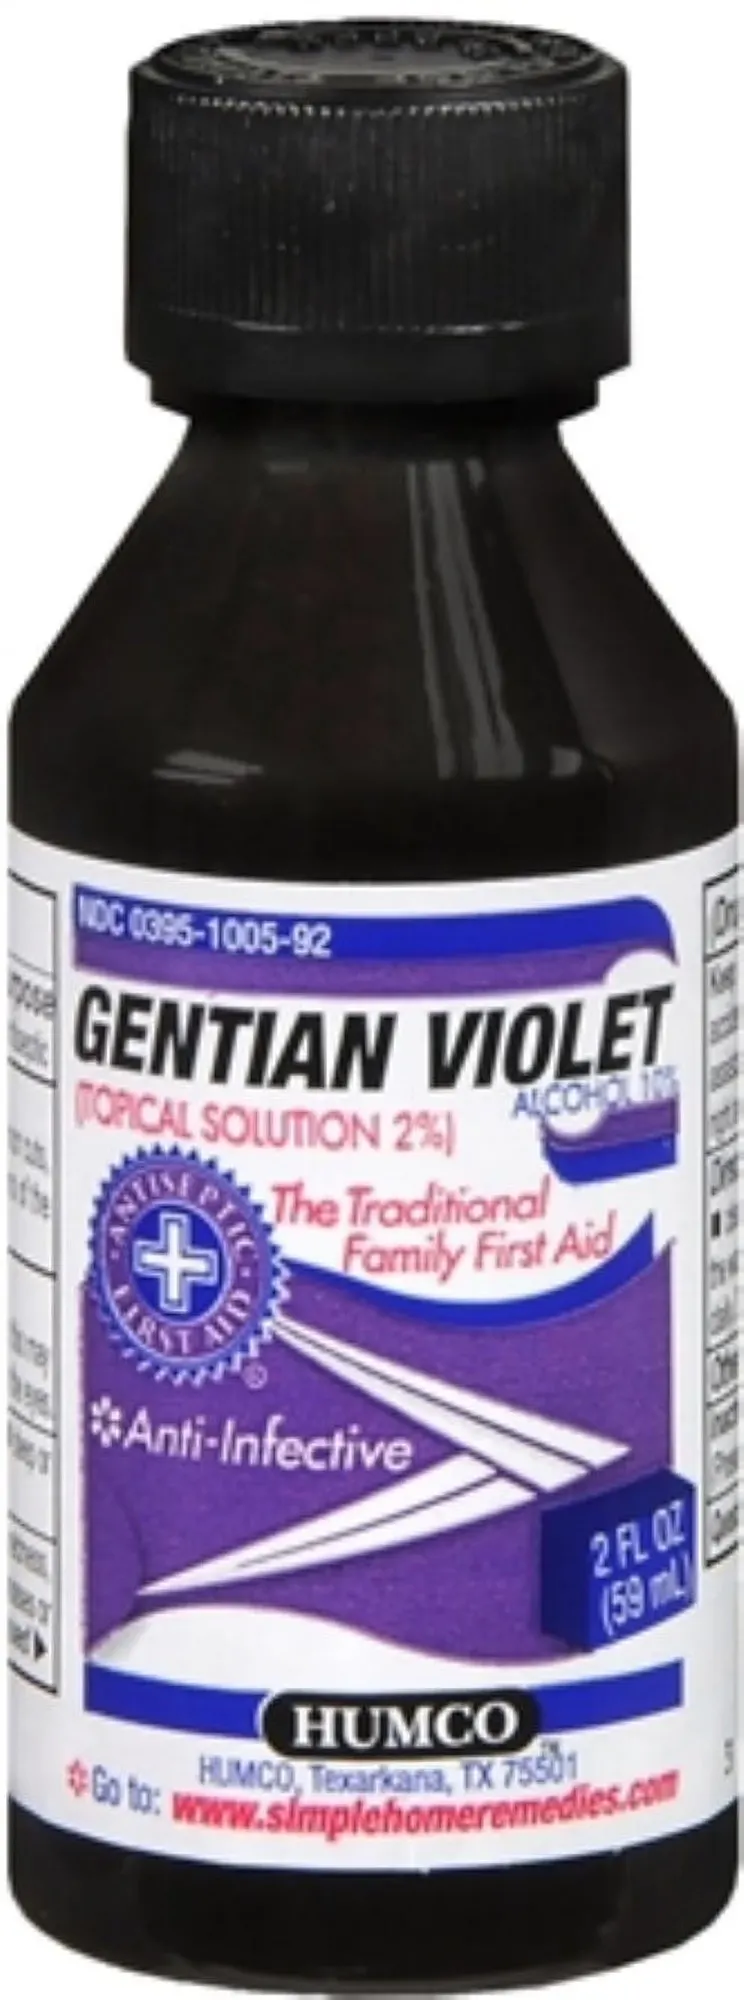 NDC 0395-1005-92
GENTIAN VIOLET
ALCOHOL 10%
(TOPICAL SOLUTION 2%)
ANTISEPTIC
FIRST AID
The Traditional
Family First Aid
Anti-Infective
2 FL OZ
(59 mL)
HUMCO
HUMCO, Texarkana, TX 75501
Go to: www.simplehomeremedies.com